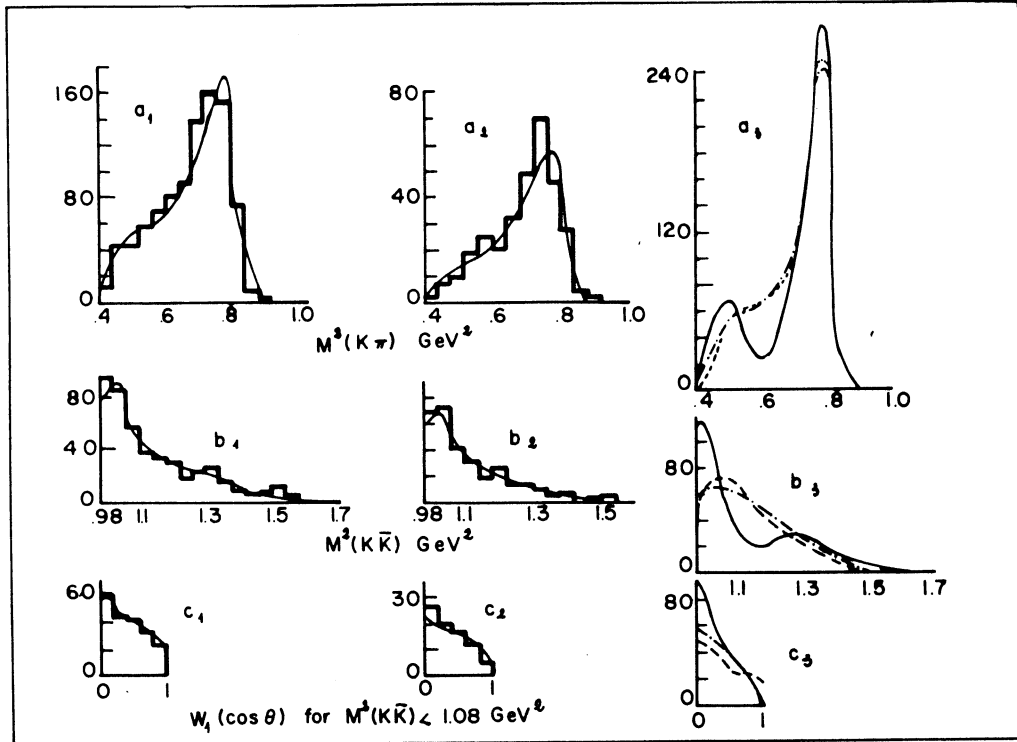 160
80
0
a₁
.4 .6 .8 1.0
80
40
0
a₂
.4 .6 .8 1.0
M²(Kπ) GeV²
240
120
0
a₃
.4 .6 .8 1.0
80
40
0
b₁
.98 1.1 1.3 1.5 1.7
b₂
.98 1.1 1.3 1.5
M²(KK̄) GeV²
80
0
b₃
1.1 1.3 1.5 1.7
60
0
c₁
0 1
30
0
c₂
0 1
W₁(cos θ) for M²(KK̄) < 1.08 GeV²
80
0
c₃
0 1